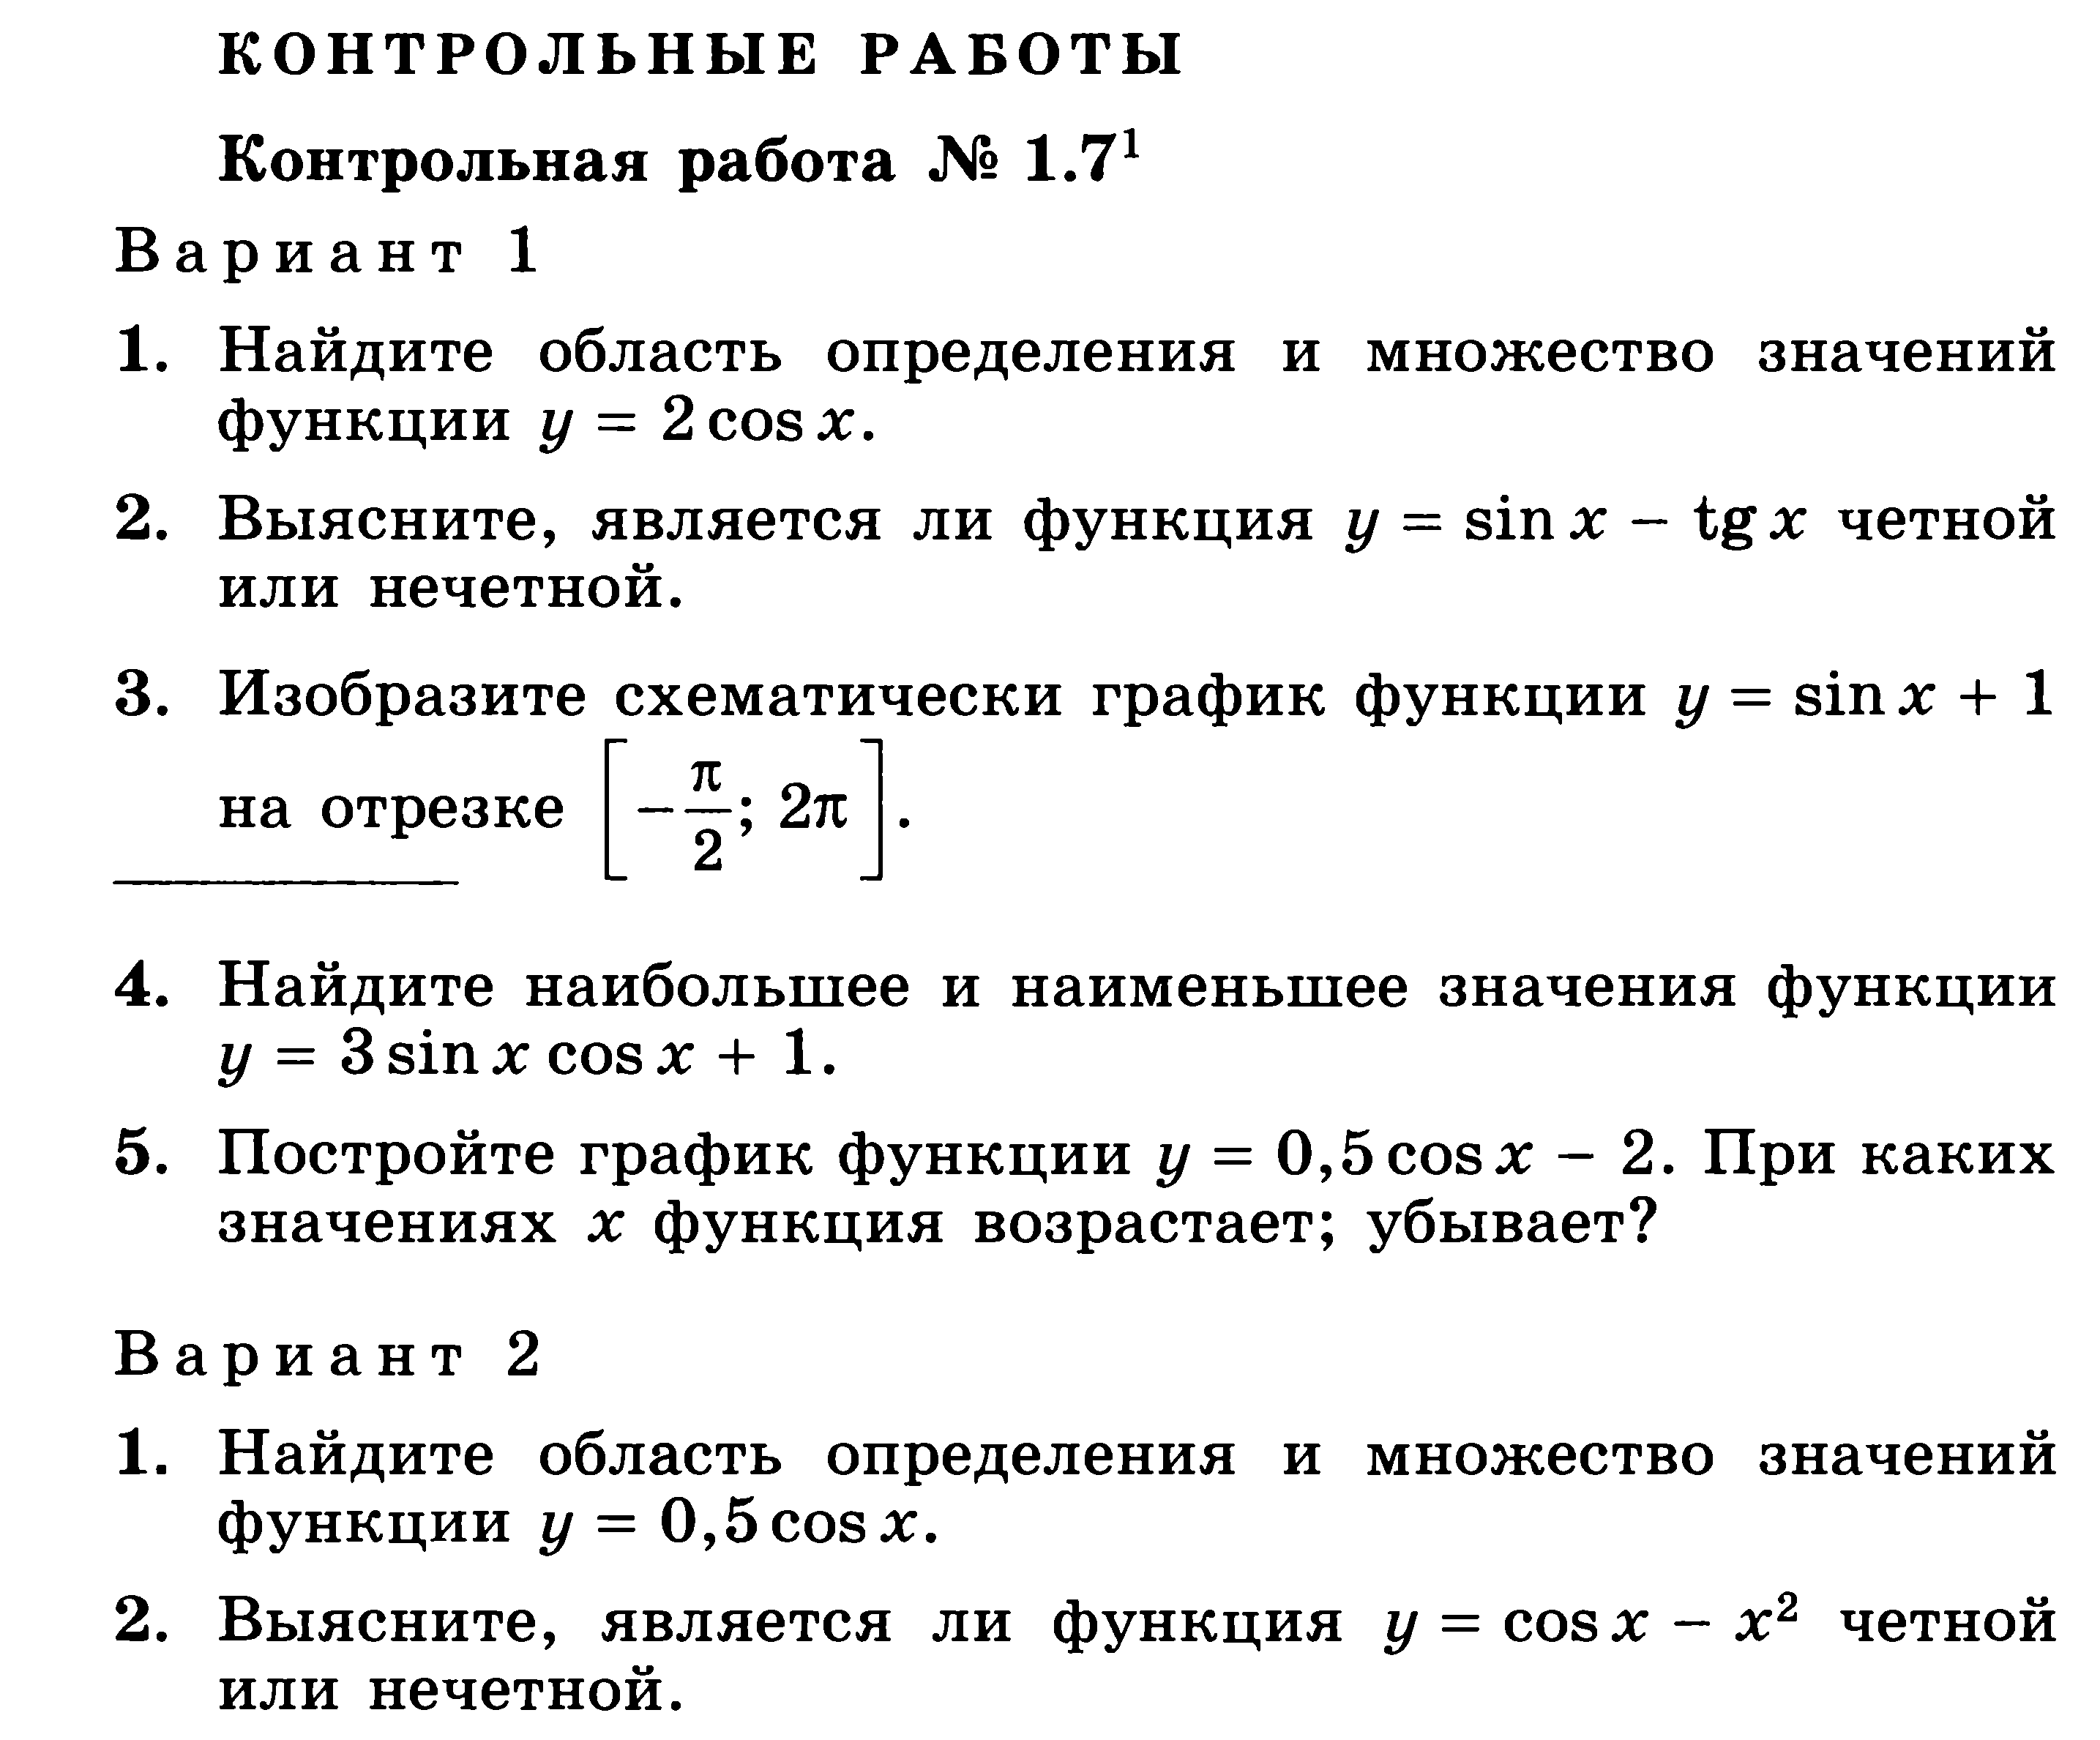 КОНТРОЛЬНЫЕ РАБОТЫ
Контрольная работа № 1.7¹
Вариант 1
1. Найдите область определения и множество значений
функции y = 2 cos x.
2. Выясните, является ли функция y = sin x − tg x четной
или нечетной.
3. Изобразите схематически график функции y = sin x + 1
на отрезке [−π/2; 2π].
4. Найдите наибольшее и наименьшее значения функции
y = 3 sin x cos x + 1.
5. Постройте график функции y = 0,5 cos x − 2. При каких
значениях x функция возрастает; убывает?
Вариант 2
1. Найдите область определения и множество значений
функции y = 0,5 cos x.
2. Выясните, является ли функция y = cos x − x² четной
или нечетной.